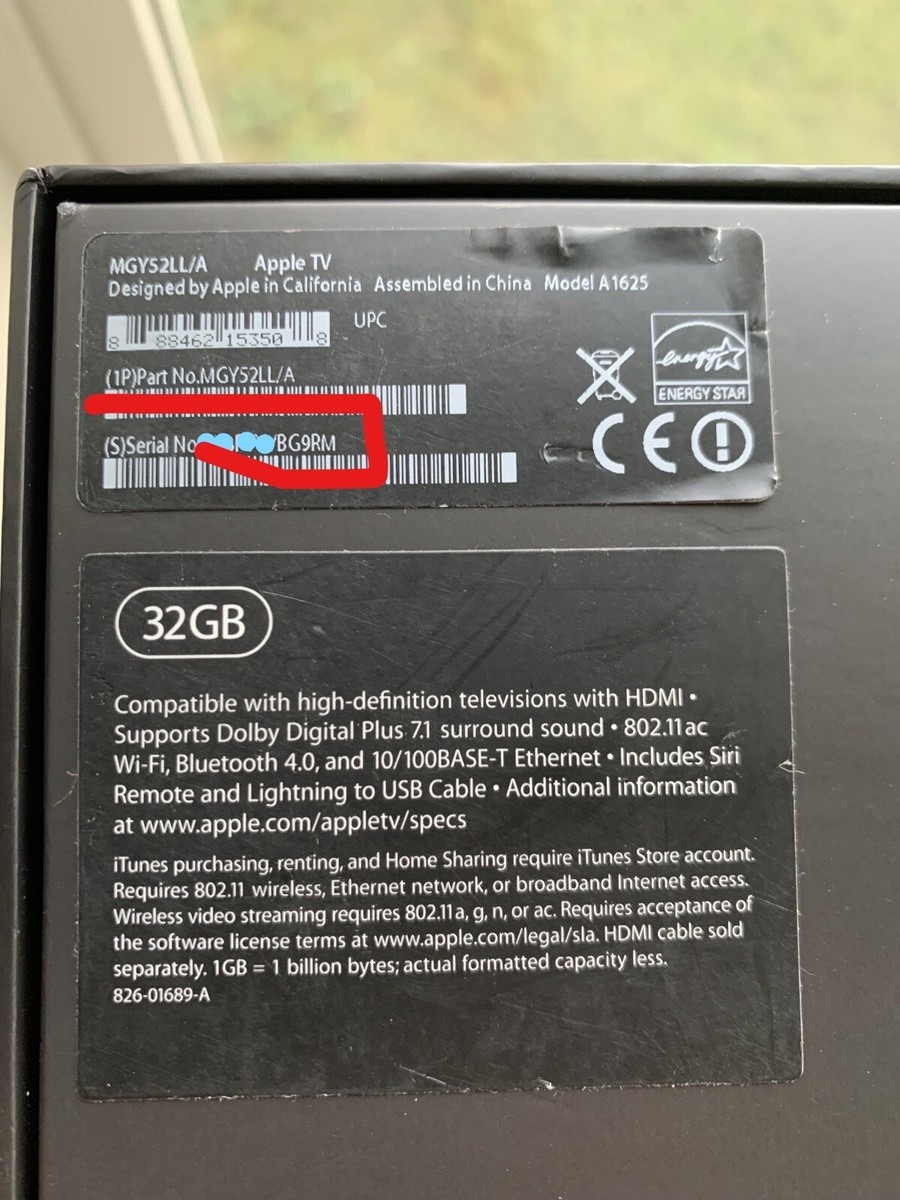 MGY52LL/A Apple TV
Designed by Apple in California Assembled in China Model A1625
UPC
8 88462 15350 8
(1P)Part No.MGY52LL/A
(S)Serial No BG9RM
energy
ENERGY STAR
CE
32GB
Compatible with high-definition televisions with HDMI •
Supports Dolby Digital Plus 7.1 surround sound • 802.11ac
Wi-Fi, Bluetooth 4.0, and 10/100BASE-T Ethernet • Includes Siri
Remote and Lightning to USB Cable • Additional information
at www.apple.com/appletv/specs
iTunes purchasing, renting, and Home Sharing require iTunes Store account.
Requires 802.11 wireless, Ethernet network, or broadband Internet access.
Wireless video streaming requires 802.11a, g, n, or ac. Requires acceptance of
the software license terms at www.apple.com/legal/sla. HDMI cable sold
separately. 1GB = 1 billion bytes; actual formatted capacity less.
826-01689-A